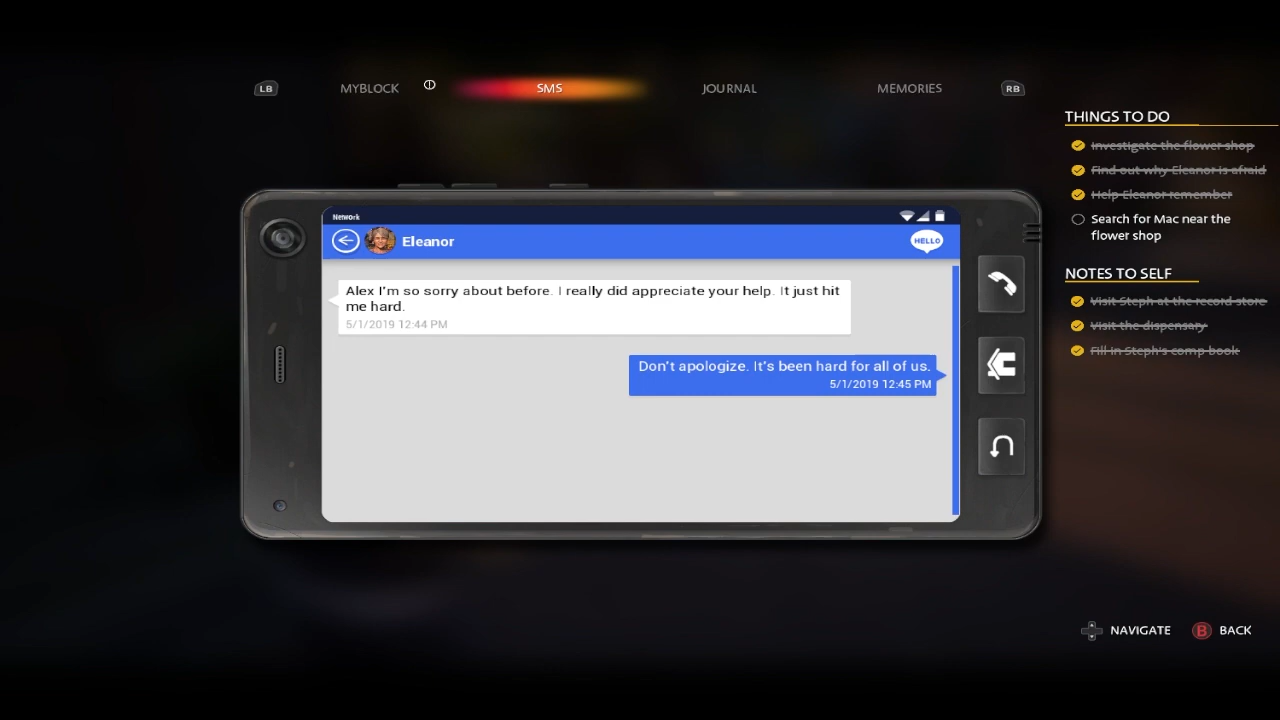 LB MYBLOCK SMS JOURNAL MEMORIES RB
Network
Eleanor
HELLO
Alex I'm so sorry about before. I really did appreciate your help. It just hit
me hard.
5/1/2019 12:44 PM
Don't apologize. It's been hard for all of us.
5/1/2019 12:45 PM
THINGS TO DO
Investigate the flower shop
Find out why Eleanor is afraid
Help Eleanor remember
Search for Mac near the
flower shop
NOTES TO SELF
Visit Steph at the record store
Visit the dispensary
Fill in Steph's comp book
NAVIGATE B BACK